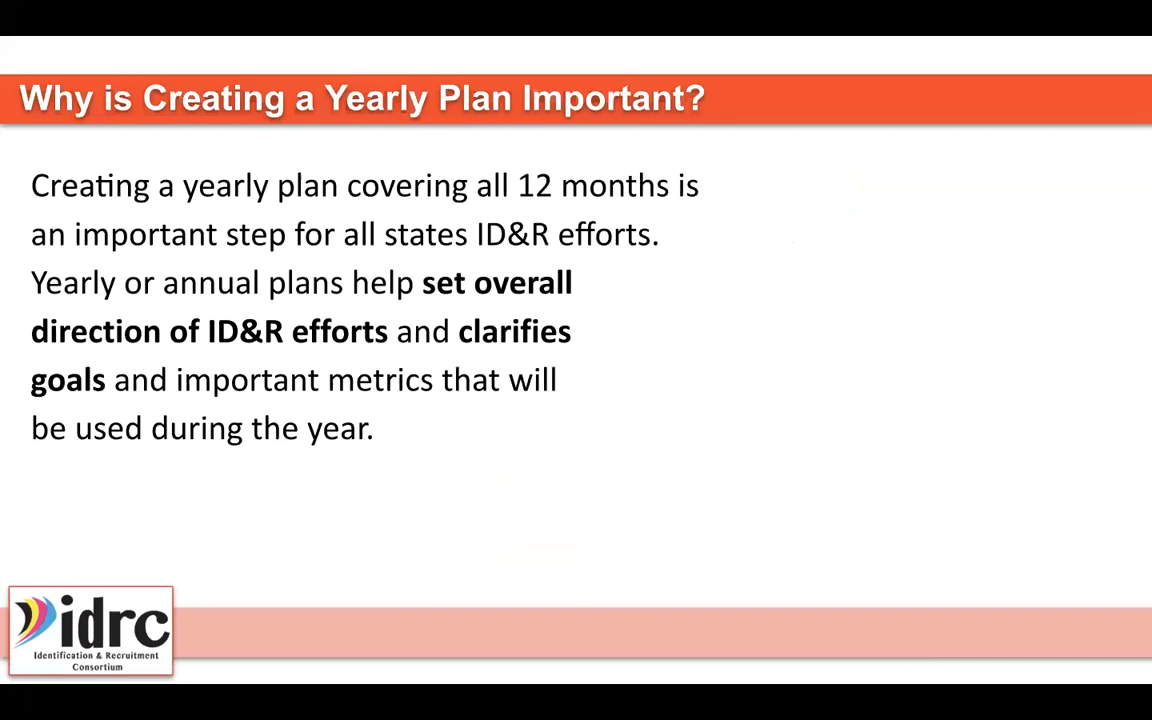 Why is Creating a Yearly Plan Important?
Creating a yearly plan covering all 12 months is
an important step for all states ID&R efforts.
Yearly or annual plans help set overall
direction of ID&R efforts and clarifies
goals and important metrics that will
be used during the year.
idrc
Identification & Recruitment
Consortium